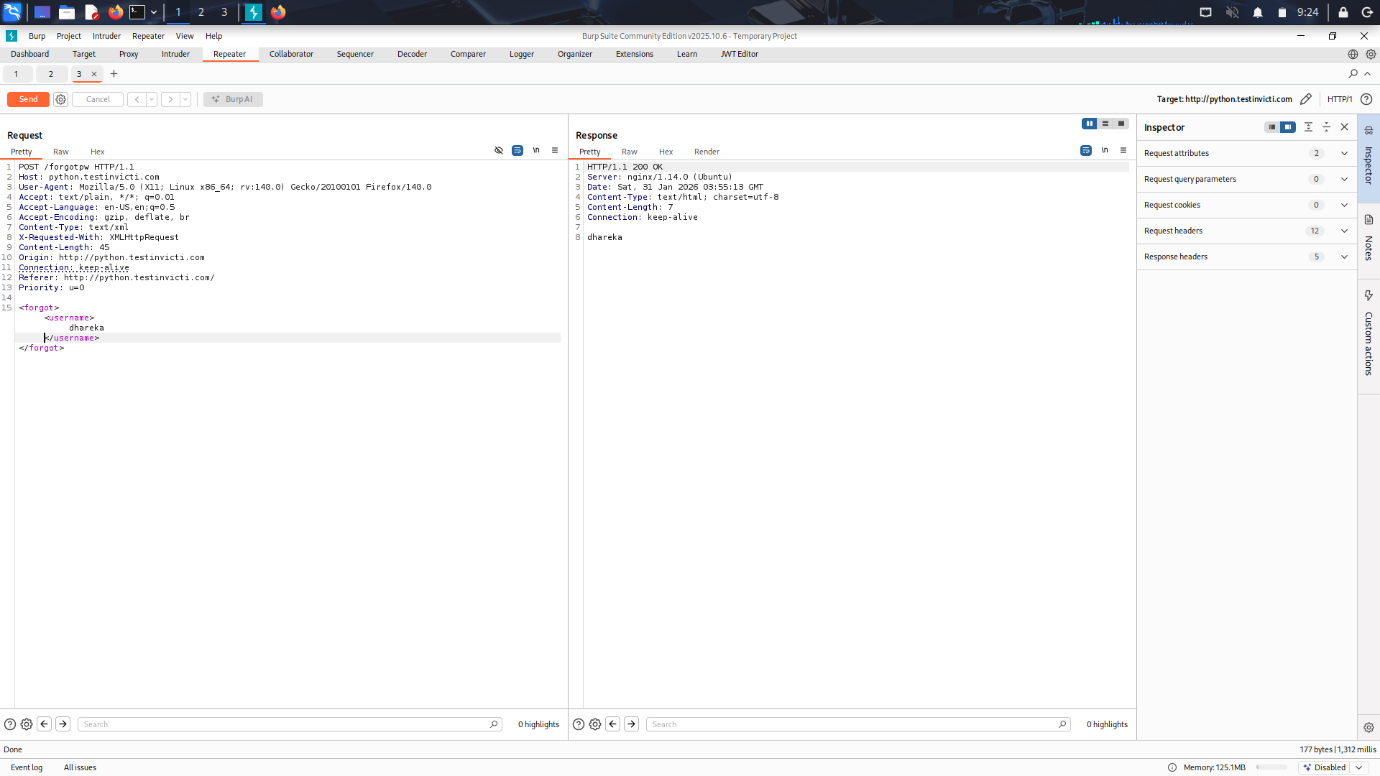 1 2 3 9:24
Burp Project Intruder Repeater View Help Burp Suite Community Edition v2025.10.6 - Temporary Project
Dashboard Target Proxy Intruder Repeater Collaborator Sequencer Decoder Comparer Logger Organizer Extensions Learn JWT Editor
1 2 3 × +
Send Cancel < > Burp AI Target: http://python.testinvicti.com HTTP/1
Request
Pretty Raw Hex \n
1 POST /forgotpw HTTP/1.1
2 Host: python.testinvicti.com
3 User-Agent: Mozilla/5.0 (X11; Linux x86_64; rv:140.0) Gecko/20100101 Firefox/140.0
4 Accept: text/plain, */*; q=0.01
5 Accept-Language: en-US,en;q=0.5
6 Accept-Encoding: gzip, deflate, br
7 Content-Type: text/xml
8 X-Requested-With: XMLHttpRequest
9 Content-Length: 45
10 Origin: http://python.testinvicti.com
11 Connection: keep-alive
12 Referer: http://python.testinvicti.com/
13 Priority: u=0
14
15 <forgot>
<username>
dhareka
</username>
</forgot>
Search 0 highlights
Response
Pretty Raw Hex Render \n
1 HTTP/1.1 200 OK
2 Server: nginx/1.14.0 (Ubuntu)
3 Date: Sat, 31 Jan 2026 03:55:13 GMT
4 Content-Type: text/html; charset=utf-8
5 Content-Length: 7
6 Connection: keep-alive
7
8 dhareka
Search 0 highlights
Inspector
Request attributes 2
Request query parameters 0
Request cookies 0
Request headers 12
Response headers 5
Inspector
Notes
Custom actions
Done 177 bytes | 1,312 millis
Event log All issues Memory: 125.1MB Disabled